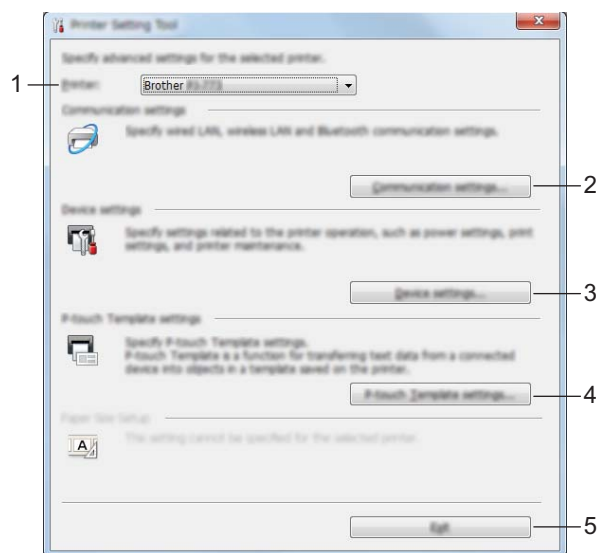 Printer Setting Tool
Specify advanced settings for the selected printer.
1
Printer:
Brother PJ-773
Communication settings
Specify wired LAN, wireless LAN and Bluetooth communication settings.
Communication settings...
2
Device settings
Specify settings related to the printer operation, such as power settings, print
settings, and printer maintenance.
Device settings...
3
P-touch Template settings
Specify P-touch Template settings.
P-touch Template is a function for transferring text data from a connected
device into objects in a template saved on the printer.
P-touch Template settings...
4
Paper Size Setup
This setting cannot be specified for the selected printer.
A
Exit
5